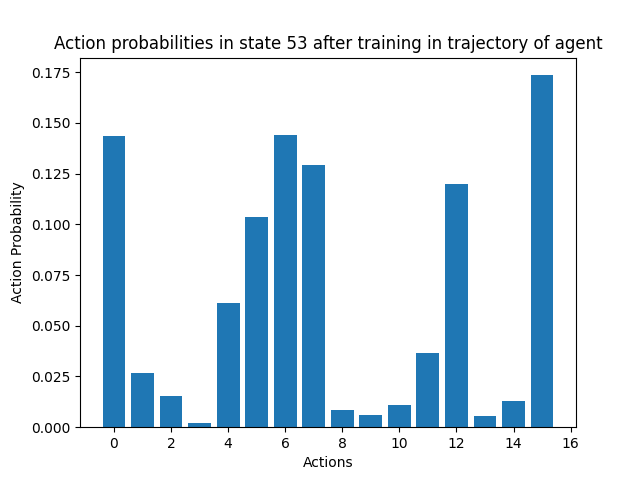 Action probabilities in state 53 after training in trajectory of agent
0.175
0.150
0.125
0.100
0.075
0.050
0.025
0.000
Action Probability
0 2 4 6 8 10 12 14 16
Actions